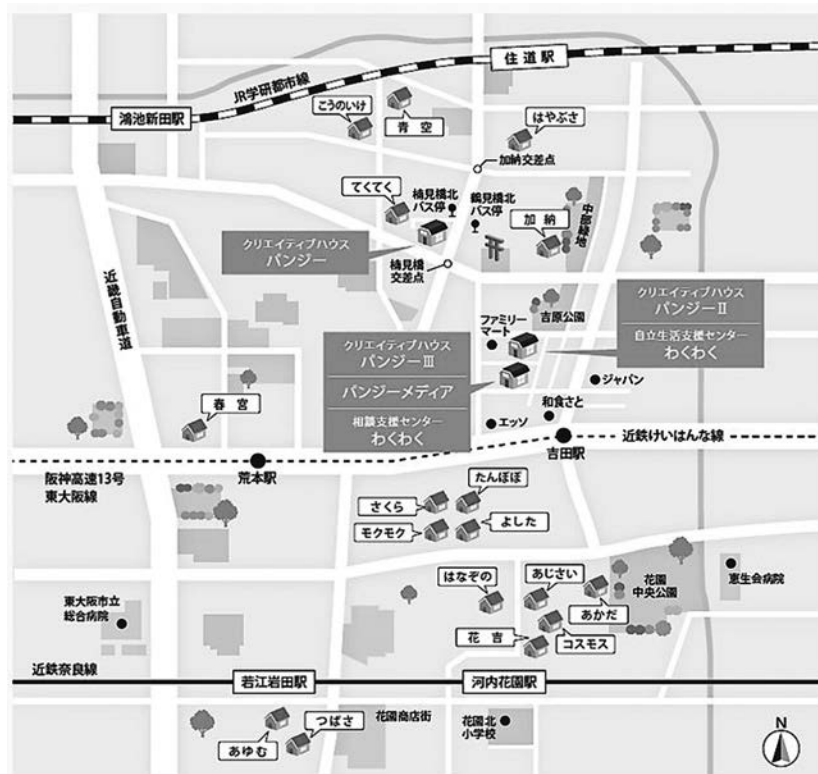 住道駅
JR学研都市線
鴻池新田駅
こうのいけ
青空
はやぶさ
加納交差点
てくてく
楠見橋北
バス停
鶴見橋北
バス停
加納
中部緑地
クリエイティブハウス
パンジー
楠見橋
交差点
近畿自動車道
クリエイティブハウス
パンジーⅡ
自立生活支援センター
わくわく
ファミリー
マート
吉原公園
クリエイティブハウス
パンジーⅢ
パンジーメディア
相談支援センター
わくわく
ジャパン
和食さと
エッソ
春宮
近鉄けいはんな線
吉田駅
荒本駅
阪神高速13号
東大阪線
たんぽぽ
さくら
モクモク
よした
はなぞの
あじさい
あかだ
花園
中央公園
恵生会病院
東大阪市立
総合病院
花吉
コスモス
近鉄奈良線
若江岩田駅
河内花園駅
つばさ
あゆむ
花園商店街
花園北
小学校
N